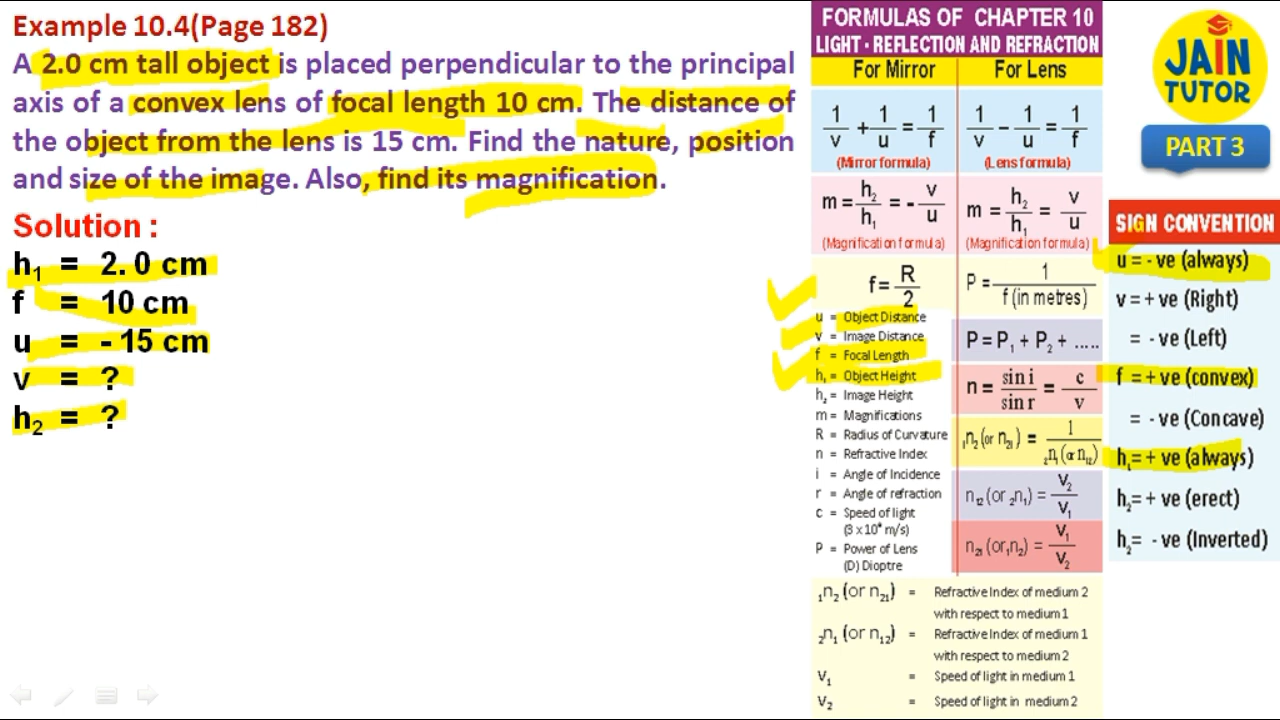 Example 10.4(Page 182)
A 2.0 cm tall object is placed perpendicular to the principal
axis of a convex lens of focal length 10 cm. The distance of
the object from the lens is 15 cm. Find the nature, position
and size of the image. Also, find its magnification.
Solution :
h₁ = 2. 0 cm
f = 10 cm
u = - 15 cm
v = ?
h₂ = ?
FORMULAS OF CHAPTER 10
LIGHT - REFLECTION AND REFRACTION
For Mirror
1/v + 1/u = 1/f
(Mirror formula)
m = h₂/h₁ = - v/u
(Magnification formula)
f = R/2
u = Object Distance
v = Image Distance
f = Focal Length
h₁ = Object Height
h₂ = Image Height
m = Magnifications
R = Radius of Curvature
n = Refractive Index
i = Angle of Incidence
r = Angle of refraction
c = Speed of light
(3 x 10⁸ m/s)
P = Power of Lens
(D) Dioptre
For Lens
1/v - 1/u = 1/f
(Lens formula)
m = h₂/h₁ = v/u
(Magnification formula)
P = 1/f (in metres)
P = P₁ + P₂ + .....
n = sin i/sin r = c/v
₁n₂ (or n₂₁) = 1/₂n₁ (or n₁₂)
n₁₂ (or ₂n₁) = V₂/V₁
n₂₁ (or ₁n₂) = V₁/V₂
₁n₂ (or n₂₁) = Refractive Index of medium 2
with respect to medium 1
₂n₁ (or n₁₂) = Refractive Index of medium 1
with respect to medium 2
V₁ = Speed of light in medium 1
V₂ = Speed of light in medium 2
JAIN
TUTOR
PART 3
SIGN CONVENTION
u = - ve (always)
v = + ve (Right)
= - ve (Left)
f = + ve (convex)
= - ve (Concave)
h₁ = + ve (always)
h₂ = + ve (erect)
h₂ = - ve (Inverted)